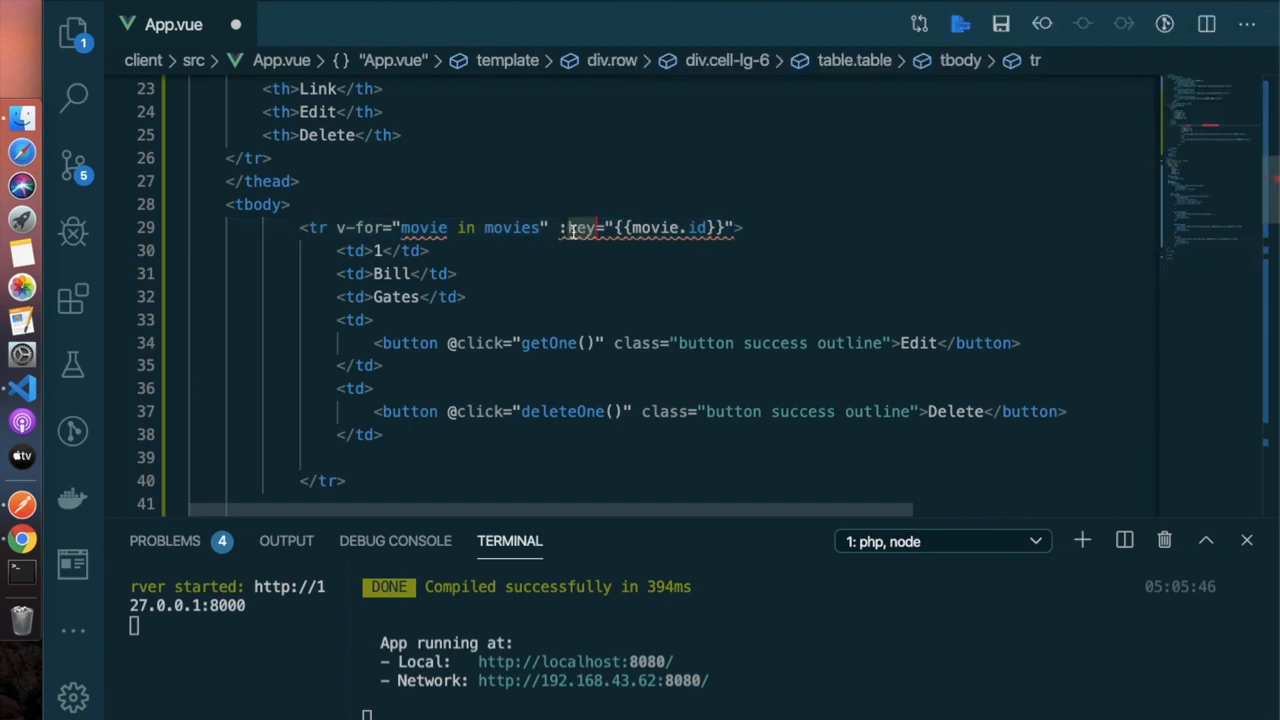 App.vue
client > src > App.vue > {} "App.vue" > template > div.row > div.cell-lg-6 > table.table > tbody > tr
23 <th>Link</th>
24 <th>Edit</th>
25 <th>Delete</th>
26 </tr>
27 </thead>
28 <tbody>
29 <tr v-for="movie in movies" :key="{{movie.id}}">
30 <td>1</td>
31 <td>Bill</td>
32 <td>Gates</td>
33 <td>
34 <button @click="getOne()" class="button success outline">Edit</button>
35 </td>
36 <td>
37 <button @click="deleteOne()" class="button success outline">Delete</button>
38 </td>
39
40 </tr>
41
1
5
tv
PROBLEMS 4 OUTPUT DEBUG CONSOLE TERMINAL 1: php, node
rver started: http://1
27.0.0.1:8000
DONE Compiled successfully in 394ms 05:05:46
App running at:
- Local: http://localhost:8080/
- Network: http://192.168.43.62:8080/